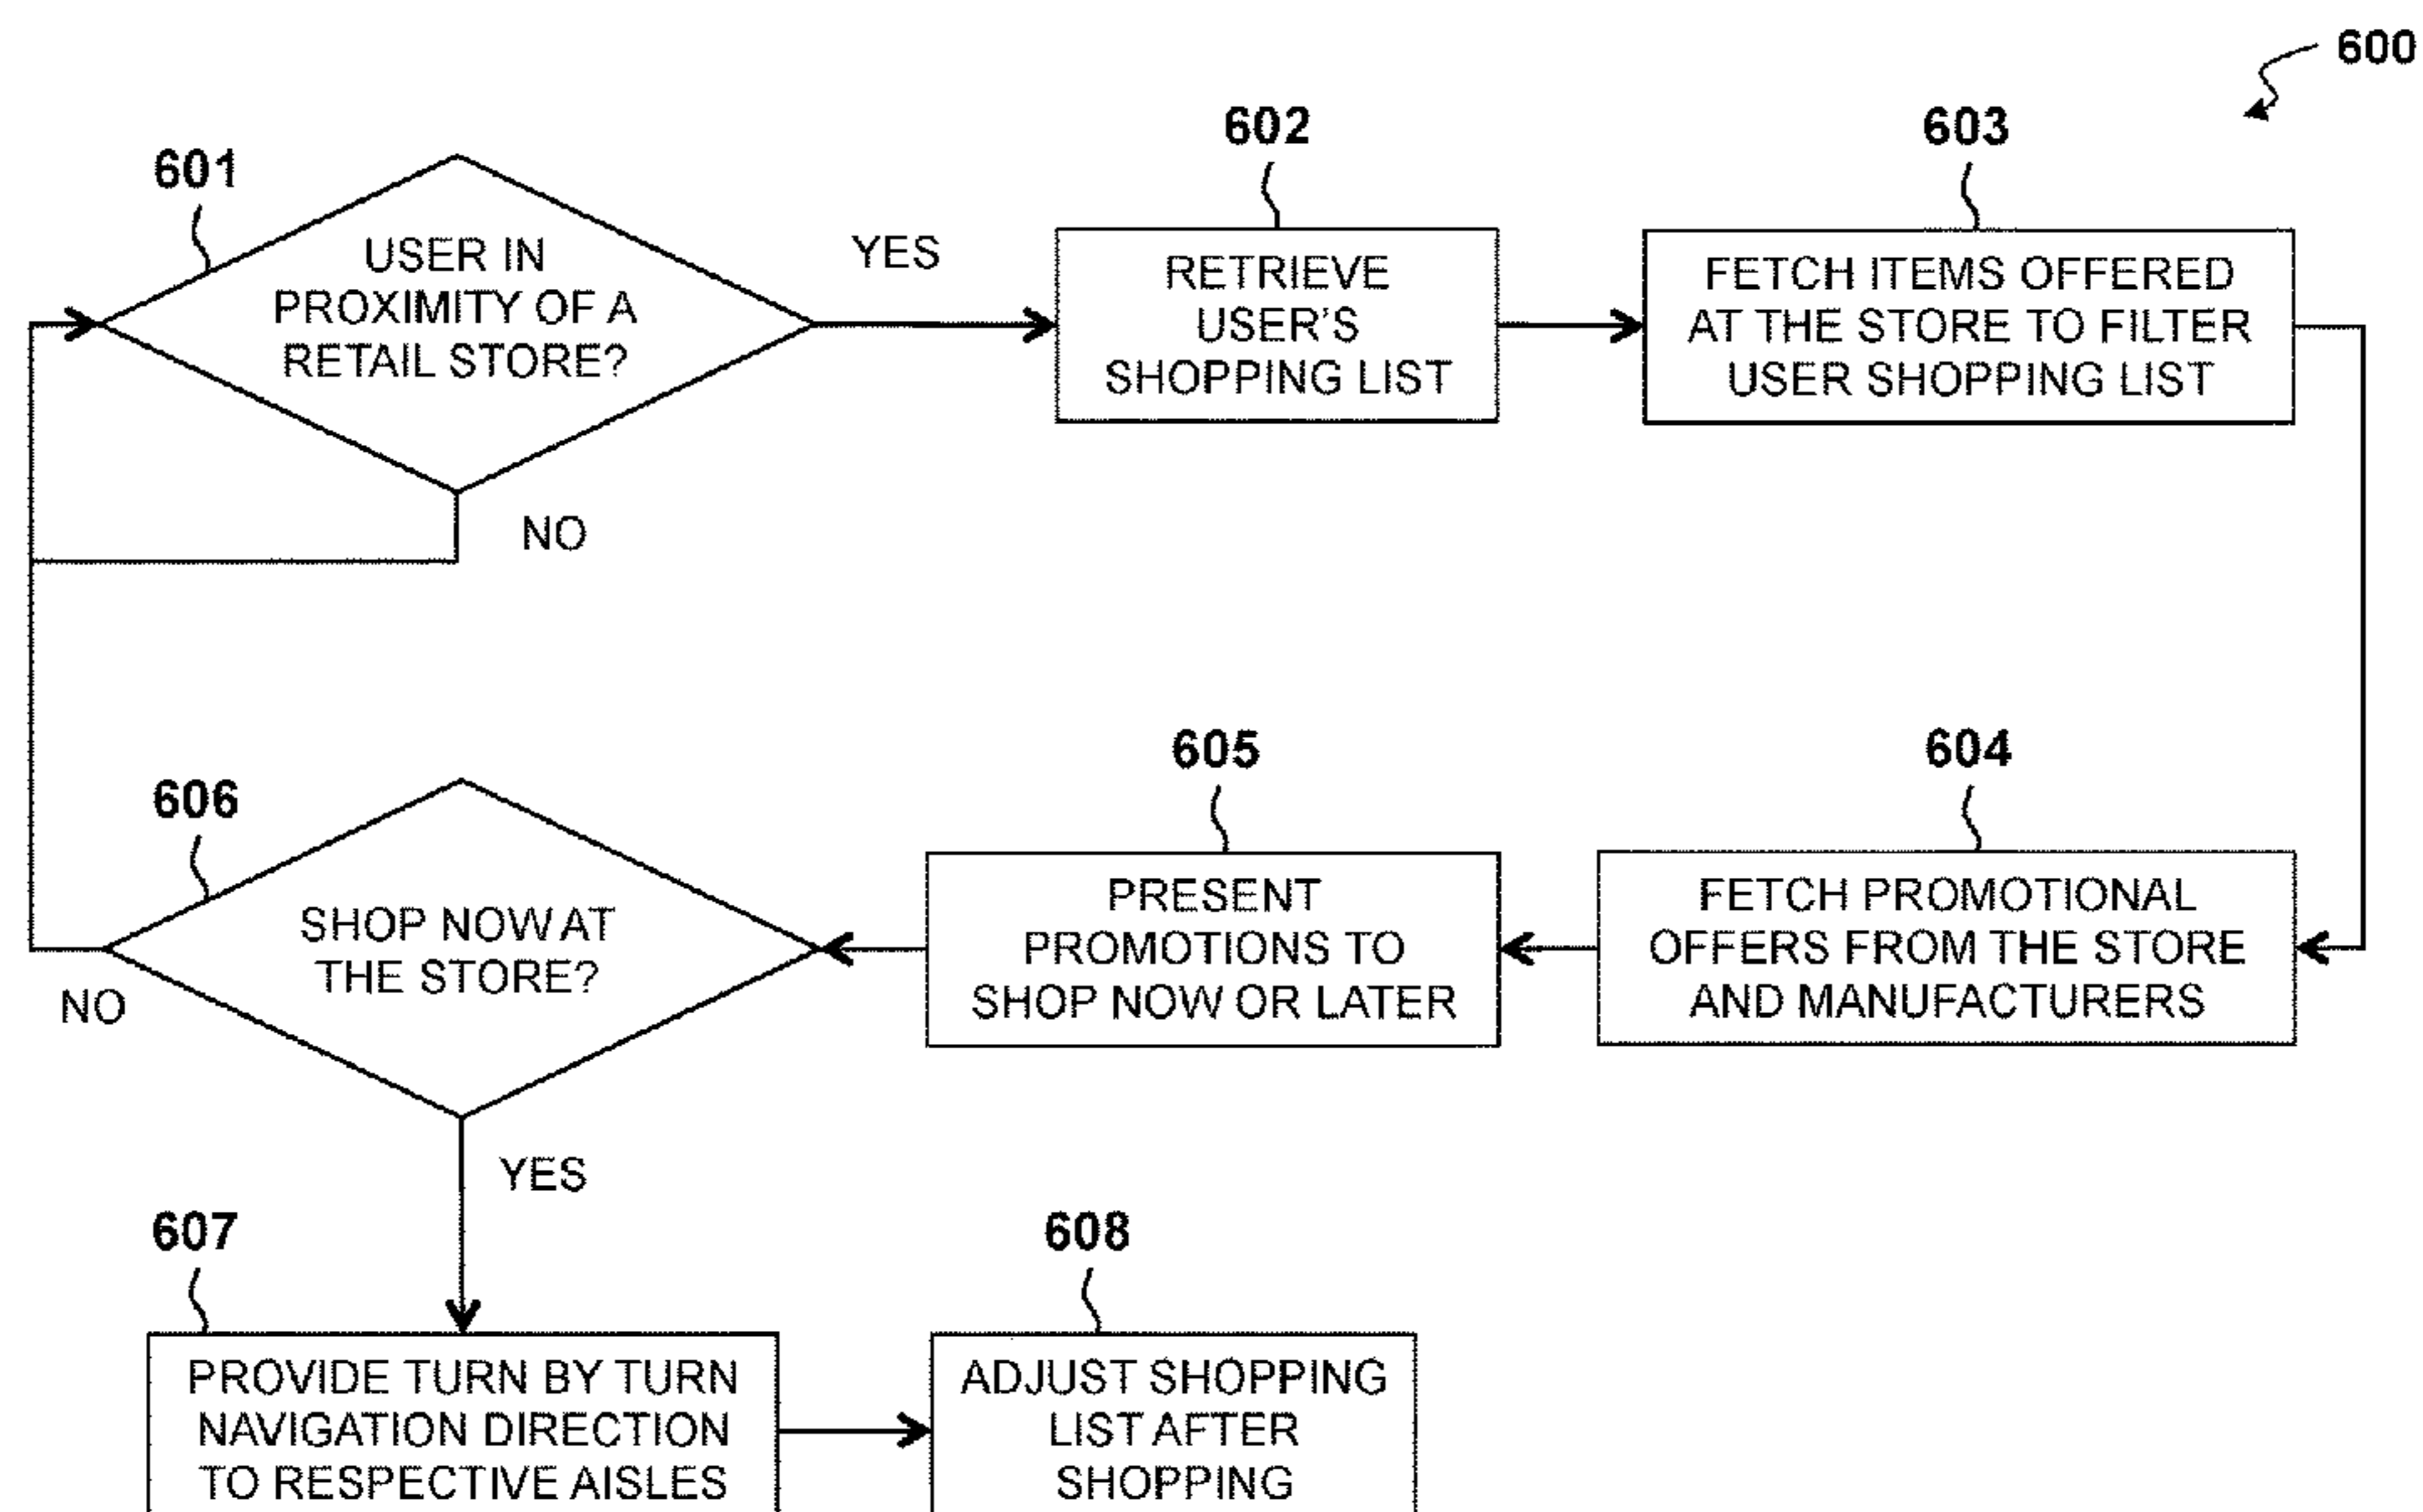 600
601
USER IN
PROXIMITY OF A
RETAIL STORE?
YES
NO
602
RETRIEVE
USER'S
SHOPPING LIST
603
FETCH ITEMS OFFERED
AT THE STORE TO FILTER
USER SHOPPING LIST
604
FETCH PROMOTIONAL
OFFERS FROM THE STORE
AND MANUFACTURERS
605
PRESENT
PROMOTIONS TO
SHOP NOW OR LATER
606
SHOP NOW AT
THE STORE?
NO
YES
607
PROVIDE TURN BY TURN
NAVIGATION DIRECTION
TO RESPECTIVE AISLES
608
ADJUST SHOPPING
LIST AFTER
SHOPPING